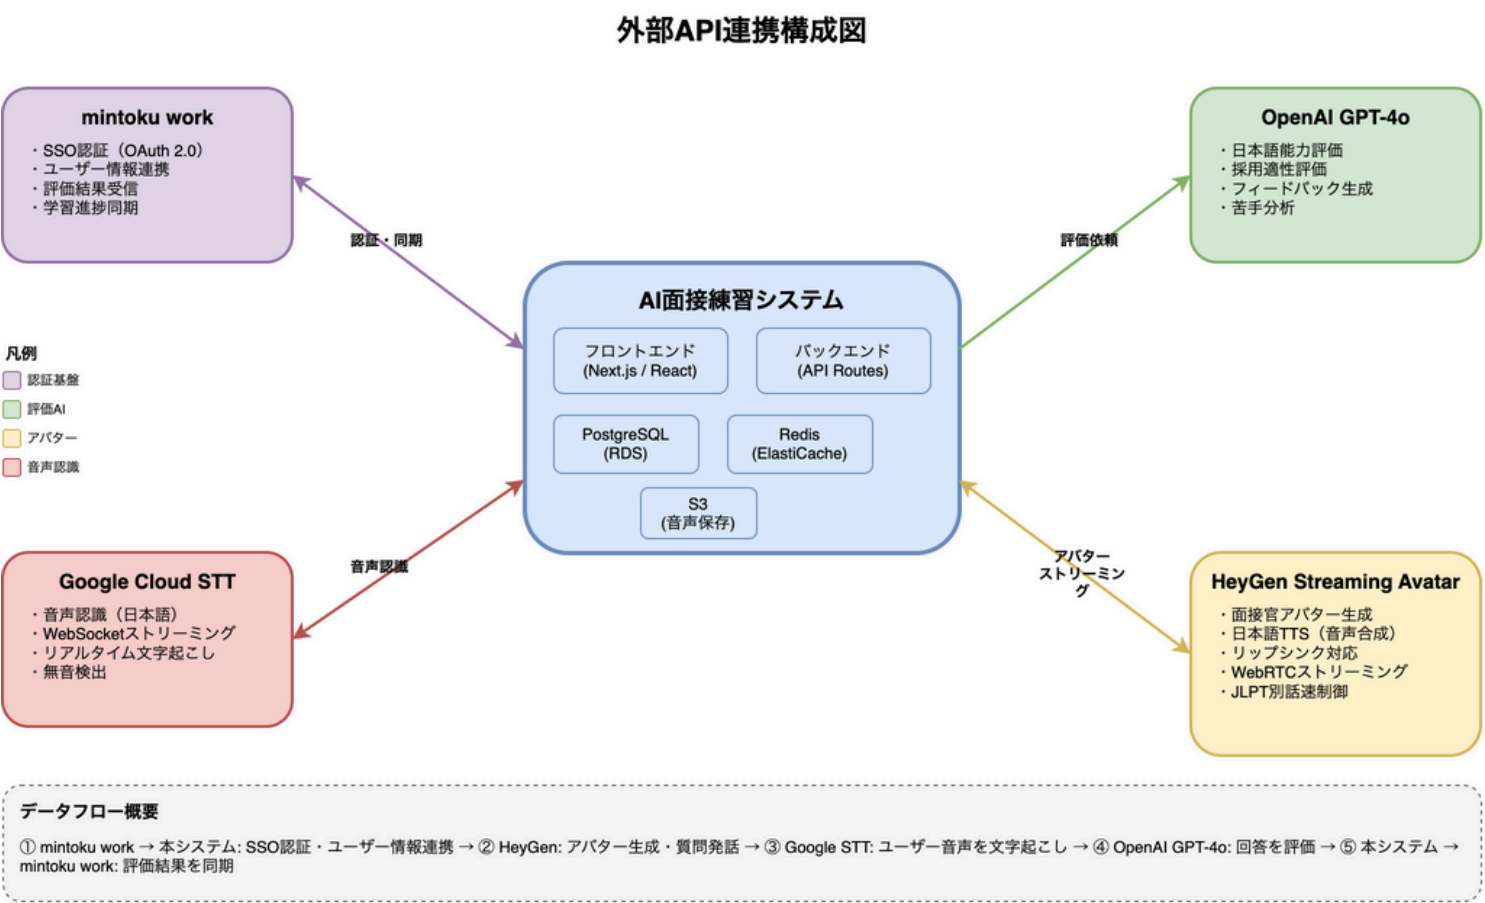 外部API連携構成図
mintoku work
・SSO認証（OAuth 2.0）
・ユーザー情報連携
・評価結果受信
・学習進捗同期
OpenAI GPT-4o
・日本語能力評価
・採用適性評価
・フィードバック生成
・苦手分析
認証・同期
評価依頼
AI面接練習システム
フロントエンド
(Next.js / React)
バックエンド
(API Routes)
PostgreSQL
(RDS)
Redis
(ElastiCache)
S3
(音声保存)
凡例
認証基盤
評価AI
アバター
音声認識
音声認識
アバター
ストリーミン
グ
Google Cloud STT
・音声認識（日本語）
・WebSocketストリーミング
・リアルタイム文字起こし
・無音検出
HeyGen Streaming Avatar
・面接官アバター生成
・日本語TTS（音声合成）
・リップシンク対応
・WebRTCストリーミング
・JLPT別話速制御
データフロー概要
① mintoku work → 本システム: SSO認証・ユーザー情報連携 → ② HeyGen: アバター生成・質問発話 → ③ Google STT: ユーザー音声を文字起こし → ④ OpenAI GPT-4o: 回答を評価 → ⑤ 本システム →
mintoku work: 評価結果を同期